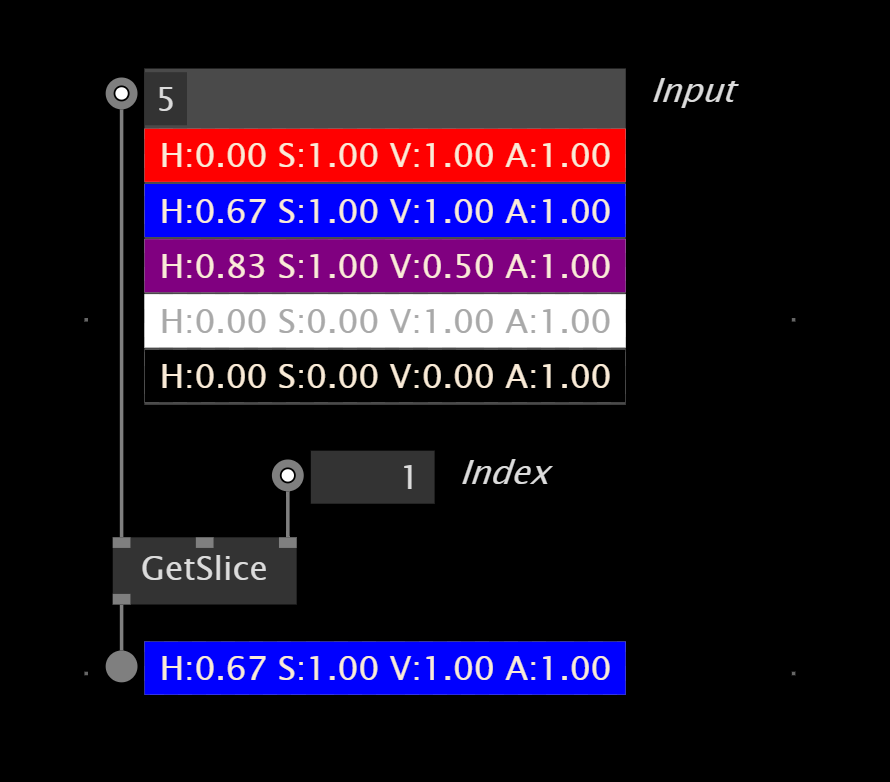 5
Input
H:0.00 S:1.00 V:1.00 A:1.00
H:0.67 S:1.00 V:1.00 A:1.00
H:0.83 S:1.00 V:0.50 A:1.00
H:0.00 S:0.00 V:1.00 A:1.00
H:0.00 S:0.00 V:0.00 A:1.00
1
Index
GetSlice
H:0.67 S:1.00 V:1.00 A:1.00